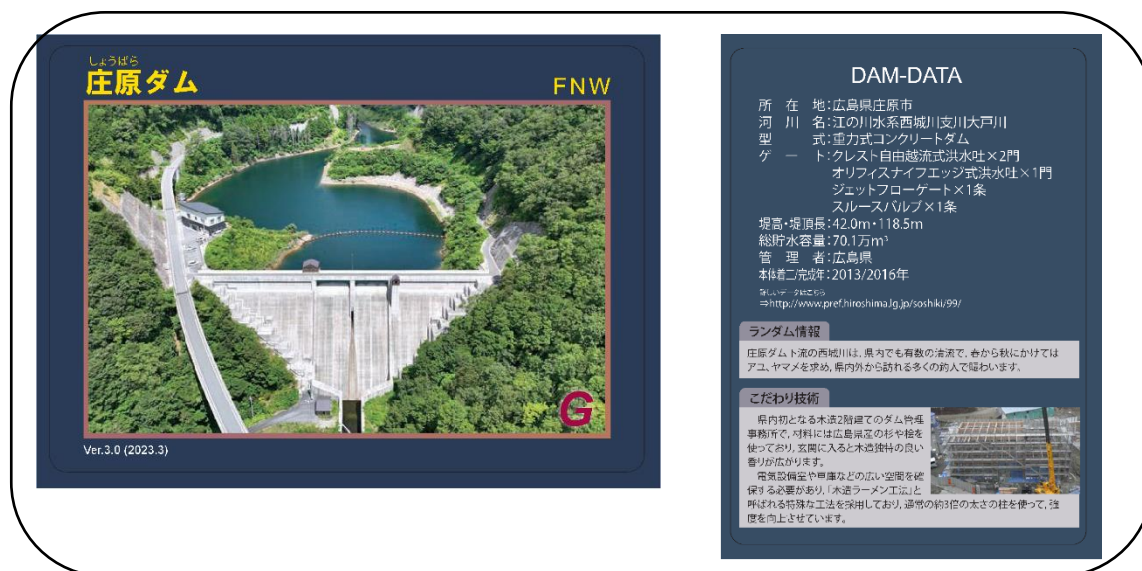 しょうばら
庄原ダム
FNW
G
Ver.3.0 (2023.3)
DAM-DATA
所在地:広島県庄原市
河川名:江の川水系西城川支川大戸川
型式:重力式コンクリートダム
ゲート:クレスト自由越流式洪水吐×2門
オリフィスナイフエッジ式洪水吐×1門
ジェットフローゲート×1条
スルースバルブ×1条
堤高・堤頂長:42.0m・118.5m
総貯水容量:70.1万m³
管理者:広島県
本体着工/完成年:2013/2016年
詳しいデータはこちら
⇒http://www.pref.hiroshima.lg.jp/soshiki/99/
ランダム情報
庄原ダム下流の西城川は、県内でも有数の清流で、春から秋にかけては
アユ、ヤマメを求め、県内外から訪れる多くの釣人で賑わいます。
こだわり技術
県内初となる木造2階建てのダム管理
事務所で、材料には広島県産の杉や桧を
使っており、玄関に入ると木造独特の良い
香りが広がります。
電気設備室や車庫などの広い空間を確
保する必要があり、「木造ラーメン工法」と
呼ばれる特殊な工法を採用しており、通常の約3倍の太さの柱を使って、強
度を向上させています。